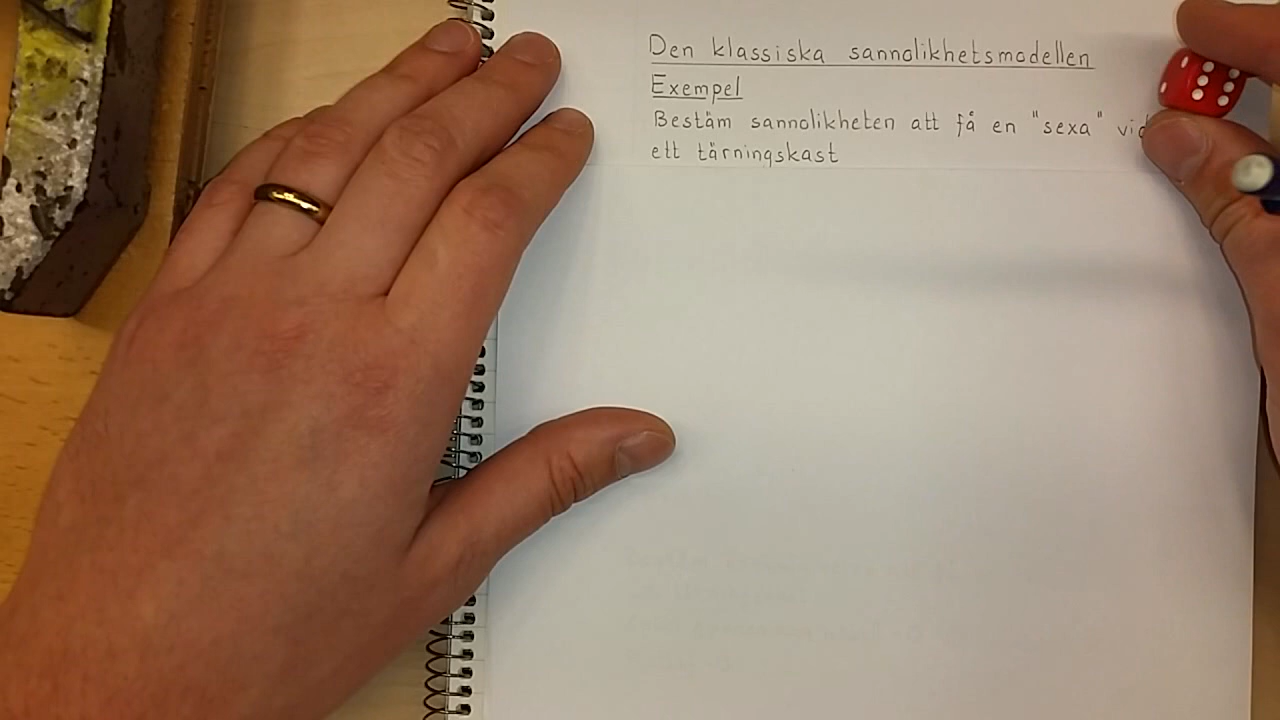 Den klassiska sannolikhetsmodellen
Exempel
Bestäm sannolikheten att få en "sexa" vid
ett tärningskast